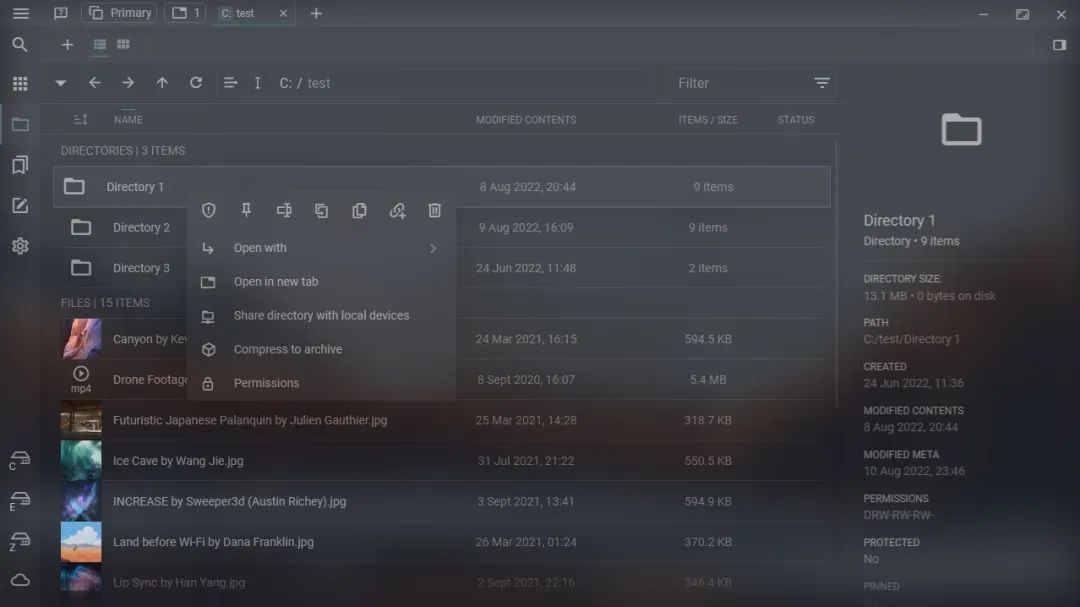 Primary
1
C: test
C: / test
Filter
NAME
MODIFIED CONTENTS
ITEMS / SIZE
STATUS
DIRECTORIES | 3 ITEMS
Directory 1
8 Aug 2022, 20:44
9 items
Directory 2
9 Aug 2022, 16:09
9 items
Directory 3
24 Jun 2022, 11:48
2 items
Open with
Open in new tab
Share directory with local devices
Compress to archive
Permissions
FILES | 15 ITEMS
Canyon by Kev
24 Mar 2021, 16:15
594.5 KB
mp4
Drone Footage
8 Sept 2020, 16:07
5.4 MB
Futuristic Japanese Palanquin by Julien Gauthier.jpg
25 Mar 2021, 14:28
318.7 KB
Ice Cave by Wang Jie.jpg
31 Jul 2021, 21:22
550.5 KB
INCREASE by Sweeper3d (Austin Richey).jpg
3 Sept 2021, 13:41
594.9 KB
Land before Wi-Fi by Dana Franklin.jpg
26 Mar 2021, 01:24
370.2 KB
Lip Sync by Han Yang.jpg
2 Sept 2021, 22:16
346.4 KB
C
E
Z
Directory 1
Directory • 9 items
DIRECTORY SIZE:
13.1 MB • 0 bytes on disk
PATH
C:/test/Directory 1
CREATED
24 Jun 2022, 11:36
MODIFIED CONTENTS
8 Aug 2022, 20:44
MODIFIED META
10 Aug 2022, 23:46
PERMISSIONS
DRW-RW-RW-
PROTECTED
No
PINNED